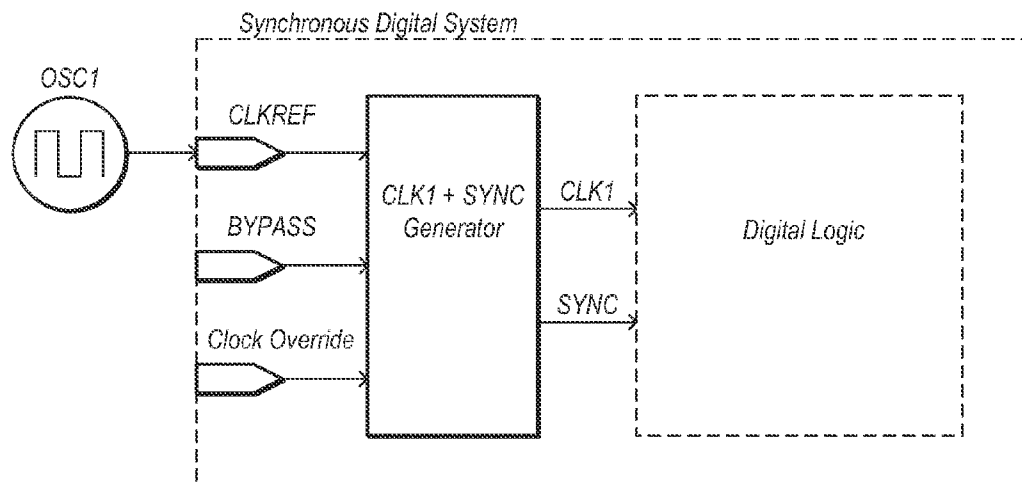 Synchronous Digital System
OSC1
CLKREF
BYPASS
Clock Override
CLK1 + SYNC
Generator
CLK1
SYNC
Digital Logic